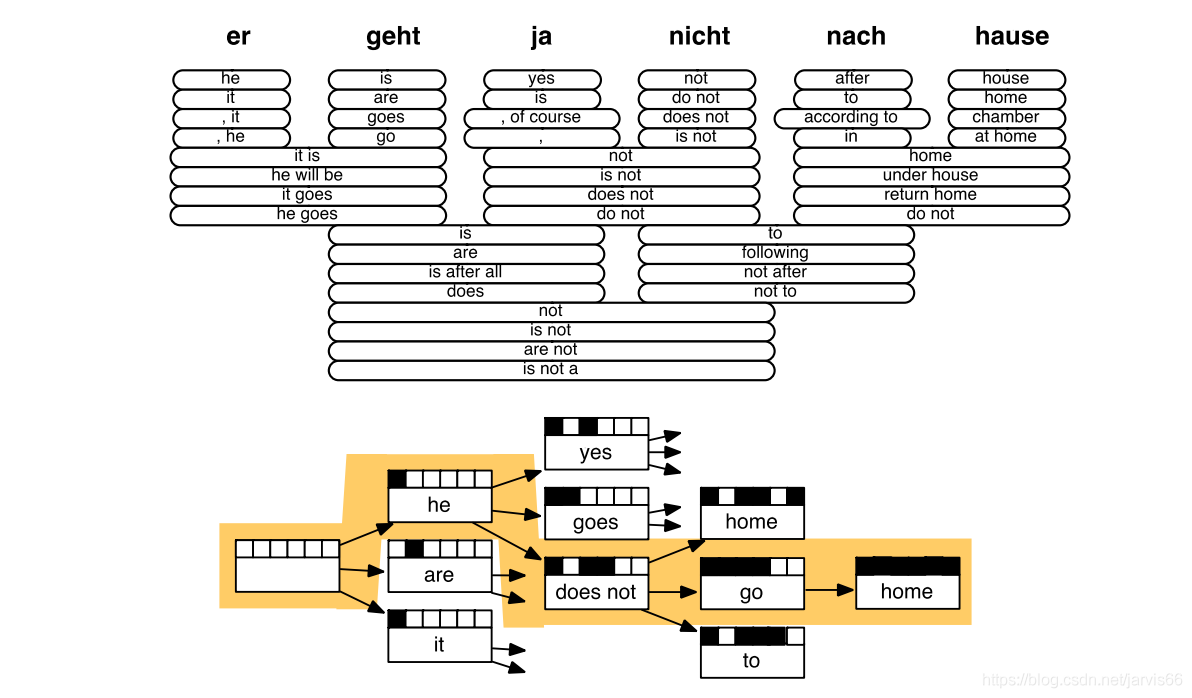 er geht ja nicht nach hause
he is yes not after house
it are is do not to home
, it goes , of course does not according to chamber
, he go , is not in at home
it is not home
he will be is not under house
it goes does not return home
he goes do not do not
is to
are following
is after all not after
does not to
not
is not
are not
is not a
yes
he
goes home
are does not go home
it
to
https://blog.csdn.net/jarvis66